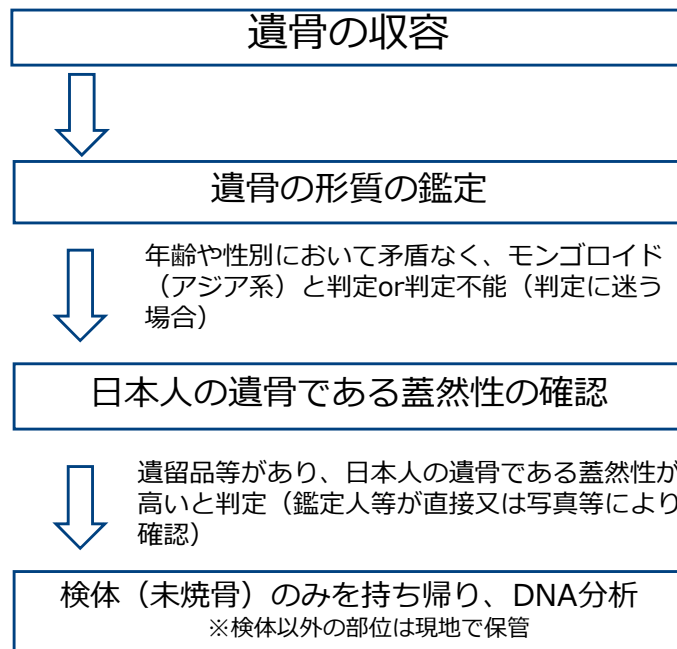 遺骨の収容
遺骨の形質の鑑定
年齢や性別において矛盾なく、モンゴロイド
（アジア系）と判定or判定不能（判定に迷う
場合）
日本人の遺骨である蓋然性の確認
遺留品等があり、日本人の遺骨である蓋然性が
高いと判定（鑑定人等が直接又は写真等により
確認）
検体（未焼骨）のみを持ち帰り、DNA分析
※検体以外の部位は現地で保管